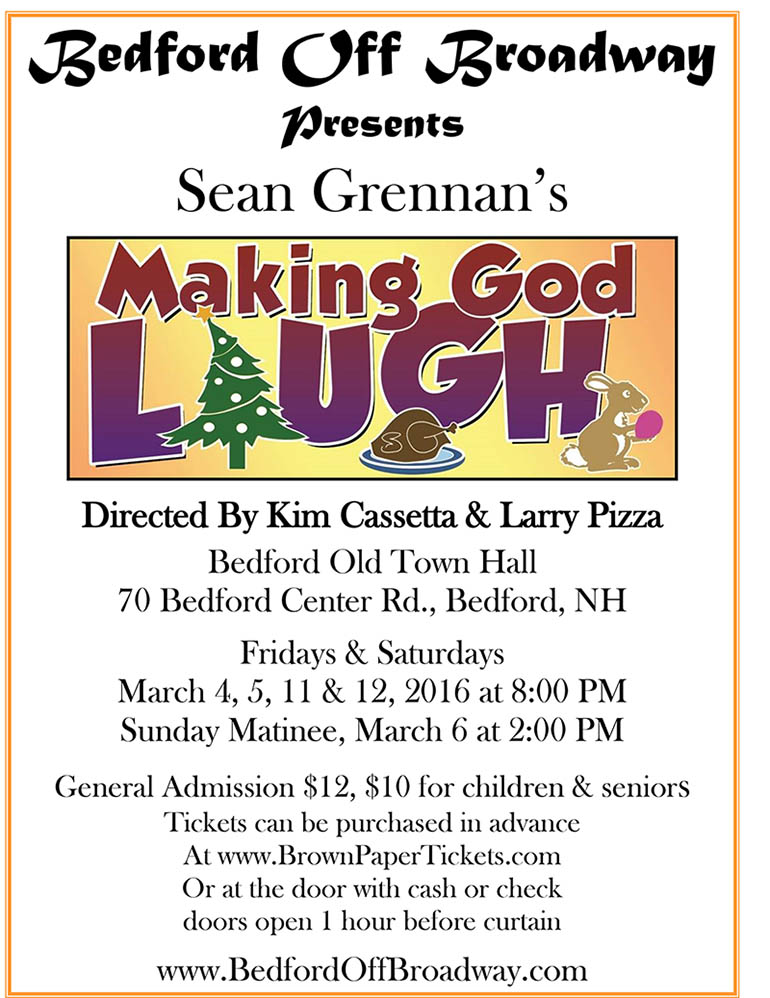 Bedford Off Broadway
Presents
Sean Grennan's
Making God
LAUGH
Directed By Kim Cassetta & Larry Pizza
Bedford Old Town Hall
70 Bedford Center Rd., Bedford, NH
Fridays & Saturdays
March 4, 5, 11 & 12, 2016 at 8:00 PM
Sunday Matinee, March 6 at 2:00 PM
General Admission $12, $10 for children & seniors
Tickets can be purchased in advance
At www.BrownPaperTickets.com
Or at the door with cash or check
doors open 1 hour before curtain
www.BedfordOffBroadway.com